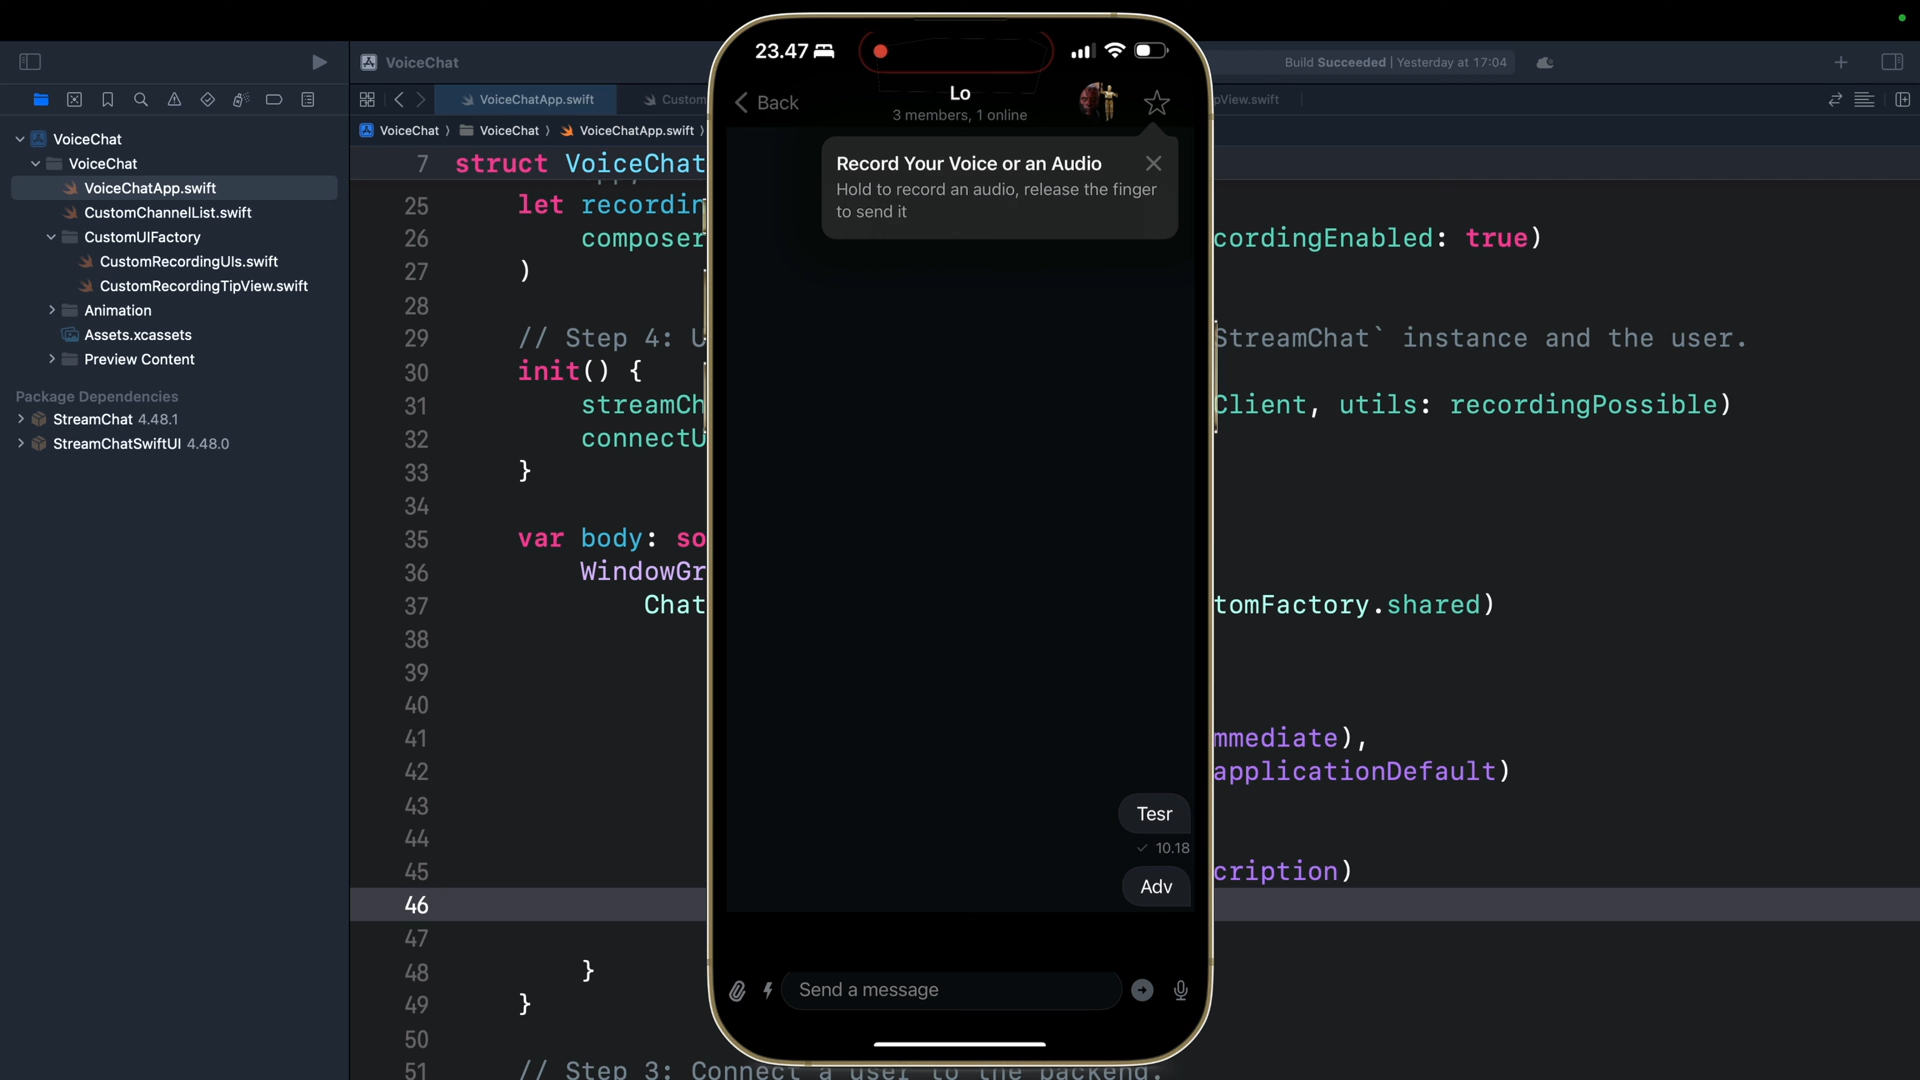 VoiceChat
Build Succeeded | Yesterday at 17:04
VoiceChatApp.swift
Custom
pView.swift
VoiceChat
VoiceChat
VoiceChatApp.swift
VoiceChat
VoiceChat
VoiceChatApp.swift
CustomChannelList.swift
CustomUIFactory
CustomRecordingUIs.swift
CustomRecordingTipView.swift
Animation
Assets.xcassets
Preview Content
Package Dependencies
StreamChat 4.48.1
StreamChatSwiftUI 4.48.0
7 struct VoiceChat
25 let recordin
26 composer cordingEnabled: true)
27 )
28
29 // Step 4: U StreamChat` instance and the user.
30 init() {
31 streamCh Client, utils: recordingPossible)
32 connectU
33 }
34
35 var body: so
36 WindowGr
37 Chat tomFactory.shared)
38
39
40
41 mmediate),
42 applicationDefault)
43
44
45 cription)
46
47
48 }
49 }
50
51 // Step 3: Connect a user to the backend.
23.47
Back
Lo
3 members, 1 online
Record Your Voice or an Audio
Hold to record an audio, release the finger
to send it
Tesr
10.18
Adv
Send a message